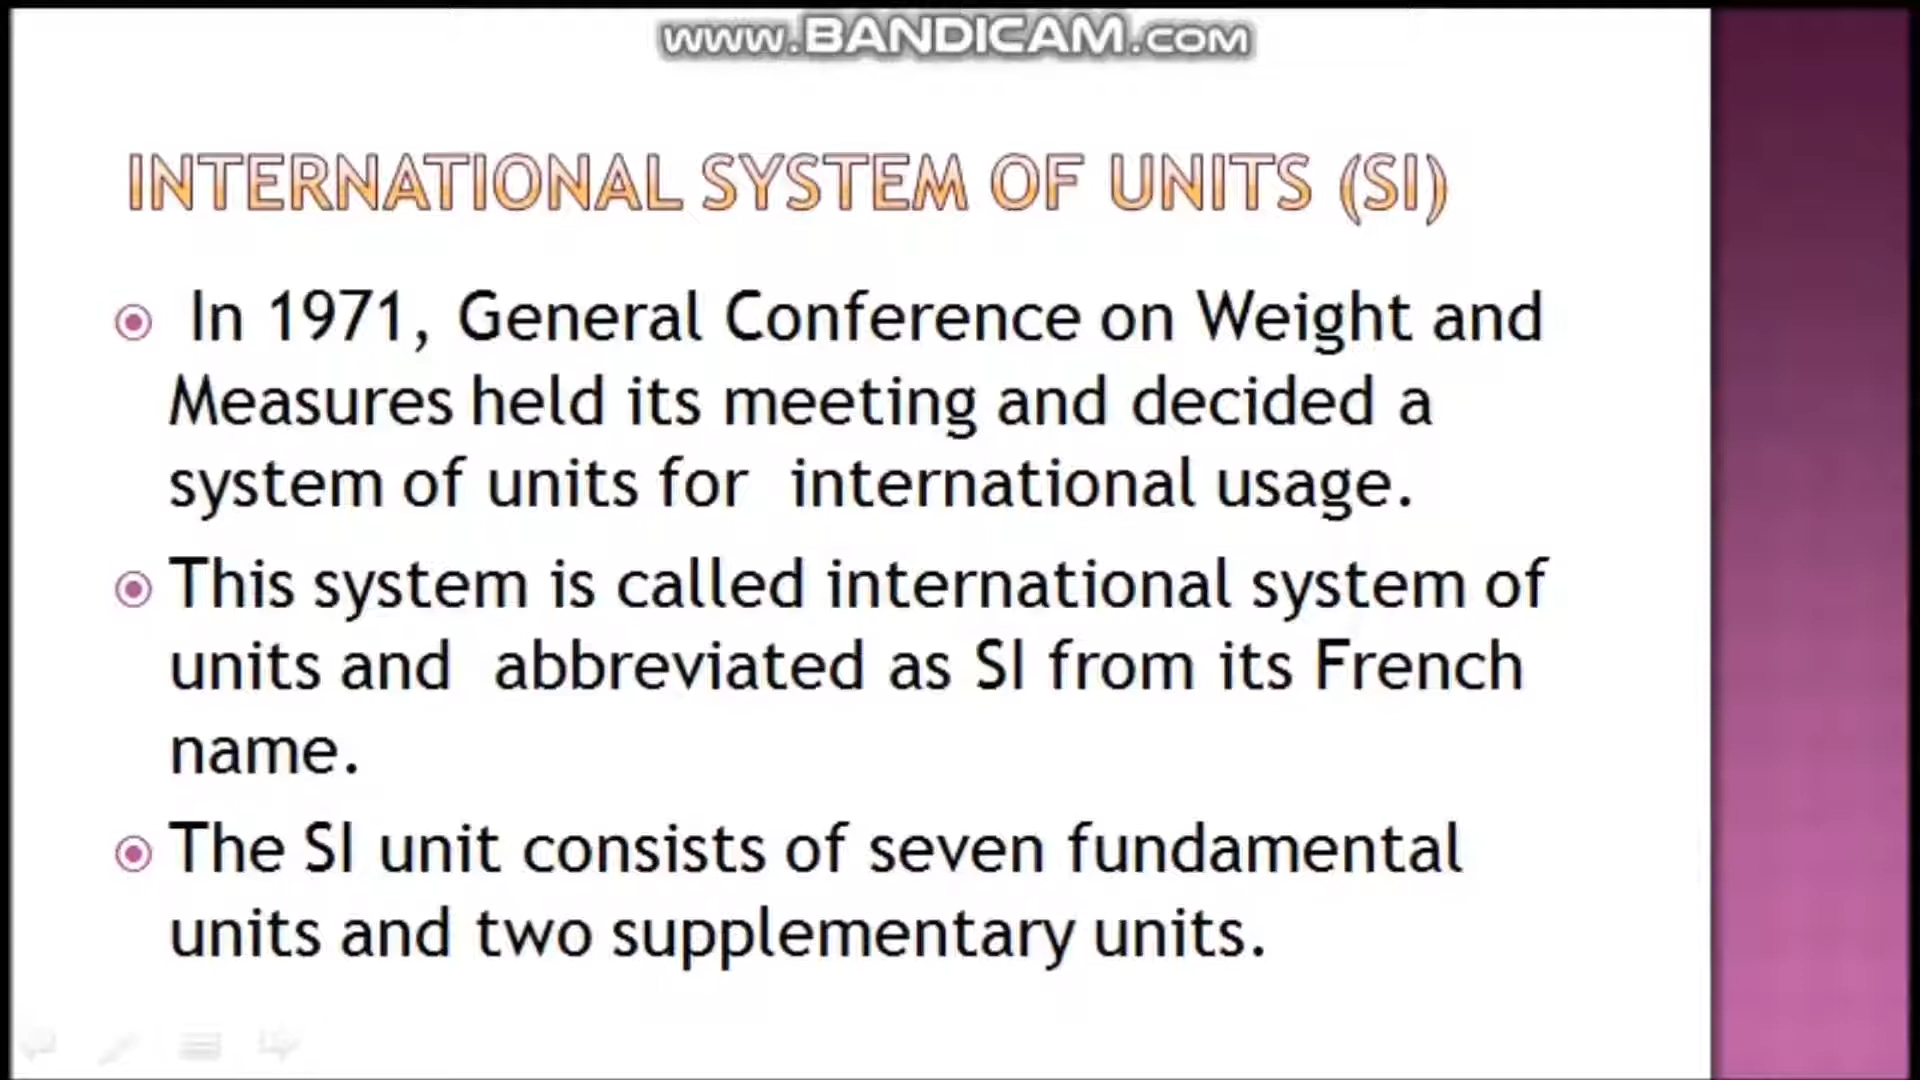 www.BANDICAM.com
INTERNATIONAL SYSTEM OF UNITS (SI)
In 1971, General Conference on Weight and
Measures held its meeting and decided a
system of units for international usage.
This system is called international system of
units and abbreviated as SI from its French
name.
The SI unit consists of seven fundamental
units and two supplementary units.